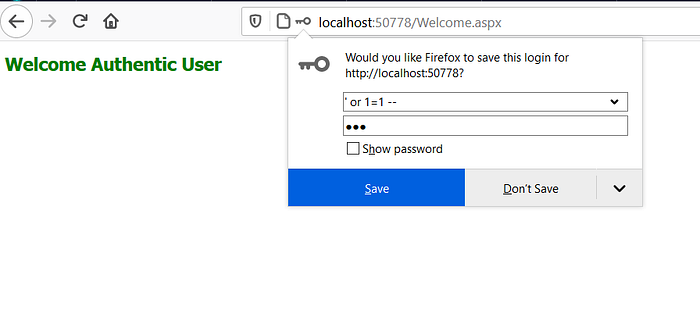 localhost:50778/Welcome.aspx
Welcome Authentic User
Would you like Firefox to save this login for
http://localhost:50778?
' or 1=1 --
●●●
Show password
Save
Don't Save